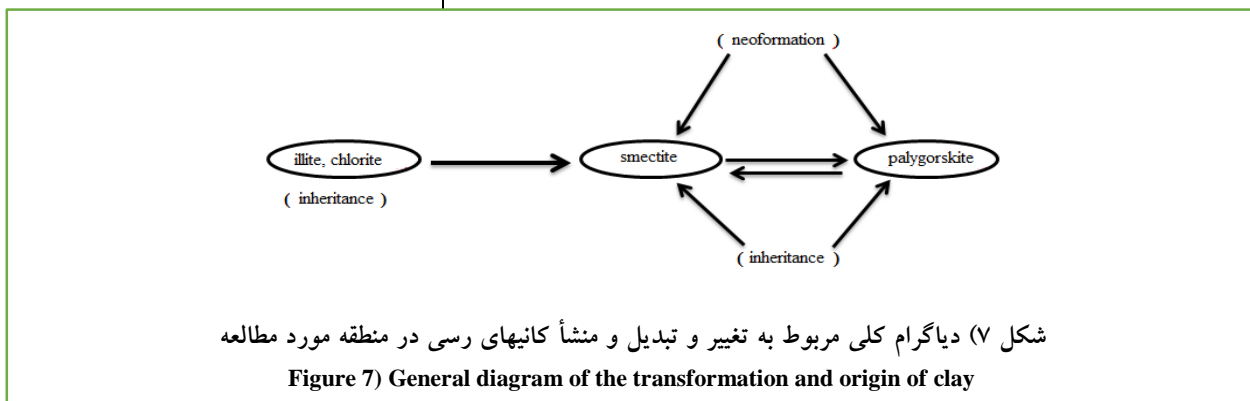 ( neoformation )
illite, chlorite
smectite
palygorskite
( inheritance )
( inheritance )
شکل ۷) دیاگرام کلی مربوط به تغییر و تبدیل و منشأ کانیهای رسی در منطقه مورد مطالعه
Figure 7) General diagram of the transformation and origin of clay